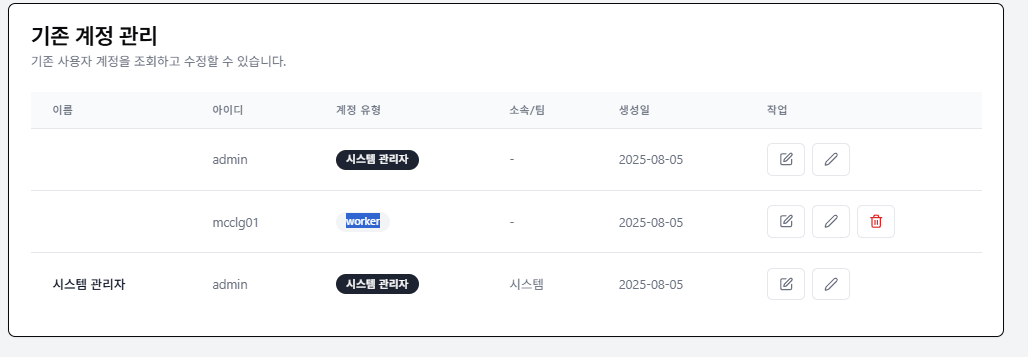 기존 계정 관리
기존 사용자 계정을 조회하고 수정할 수 있습니다.
이름 아이디 계정 유형 소속/팀 생성일 작업
admin 시스템 관리자 - 2025-08-05
mcclg01 worker - 2025-08-05
시스템 관리자 admin 시스템 관리자 시스템 2025-08-05